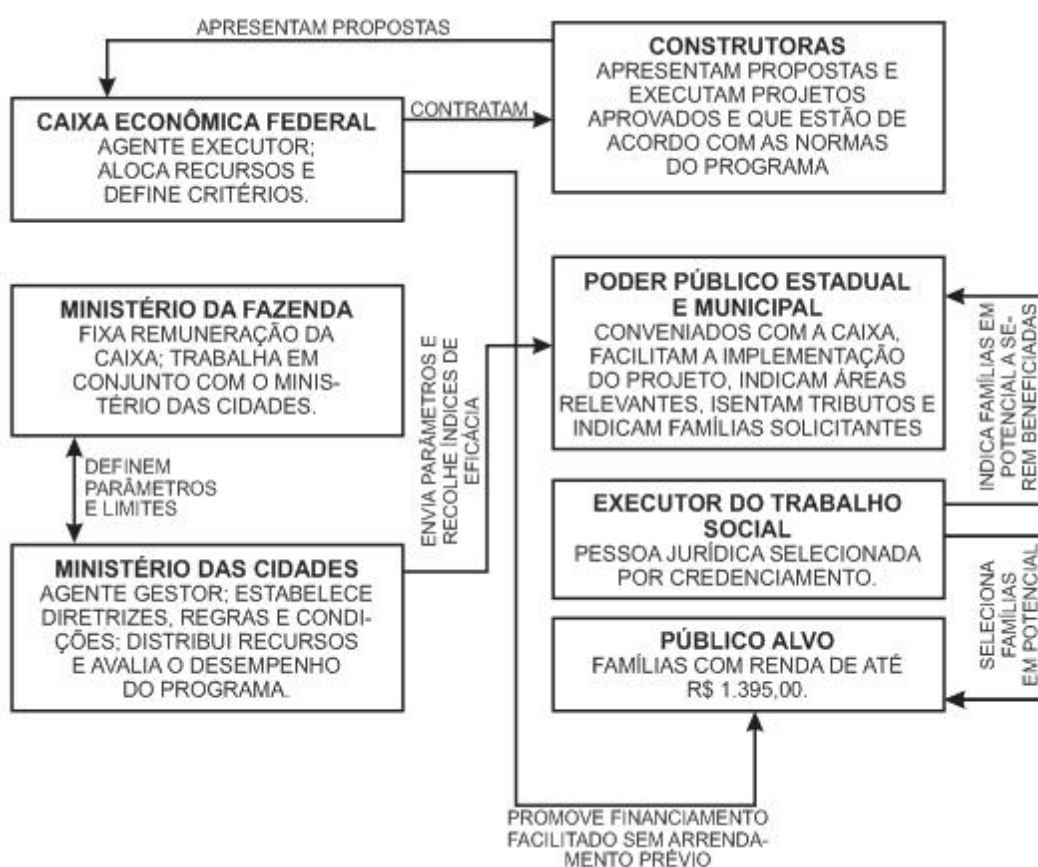 APRESENTAM PROPOSTAS
CONSTRUTORAS
APRESENTAM PROPOSTAS E
EXECUTAM PROJETOS
APROVADOS E QUE ESTÃO DE
ACORDO COM AS NORMAS
DO PROGRAMA
CAIXA ECONÔMICA FEDERAL
AGENTE EXECUTOR;
ALOCA RECURSOS E
DEFINE CRITÉRIOS.
CONTRATAM
MINISTÉRIO DA FAZENDA
FIXA REMUNERAÇÃO DA
CAIXA; TRABALHA EM
CONJUNTO COM O MINIS-
TÉRIO DAS CIDADES.
PODER PÚBLICO ESTADUAL
E MUNICIPAL
CONVENIADOS COM A CAIXA,
FACILITAM A IMPLEMENTAÇÃO
DO PROJETO, INDICAM ÁREAS
RELEVANTES, ISENTAM TRIBUTOS E
INDICAM FAMÍLIAS SOLICITANTES
ENVIA PARÂMETROS E
RECOLHE ÍNDICES DE
EFICÁCIA
INDICA FAMÍLIAS EM
POTENCIAL A SE-
REM BENEFICIADAS
DEFINEM
PARÂMETROS
E LIMITES
EXECUTOR DO TRABALHO
SOCIAL
PESSOA JURÍDICA SELECIONADA
POR CREDENCIAMENTO.
MINISTÉRIO DAS CIDADES
AGENTE GESTOR; ESTABELECE
DIRETRIZES, REGRAS E CONDI-
ÇÕES; DISTRIBUI RECURSOS
E AVALIA O DESEMPENHO
DO PROGRAMA.
SELECIONA
FAMÍLIAS
EM POTENCIAL
PÚBLICO ALVO
FAMÍLIAS COM RENDA DE ATÉ
R$ 1.395,00.
PROMOVE FINANCIAMENTO
FACILITADO SEM ARRENDA-
MENTO PRÉVIO